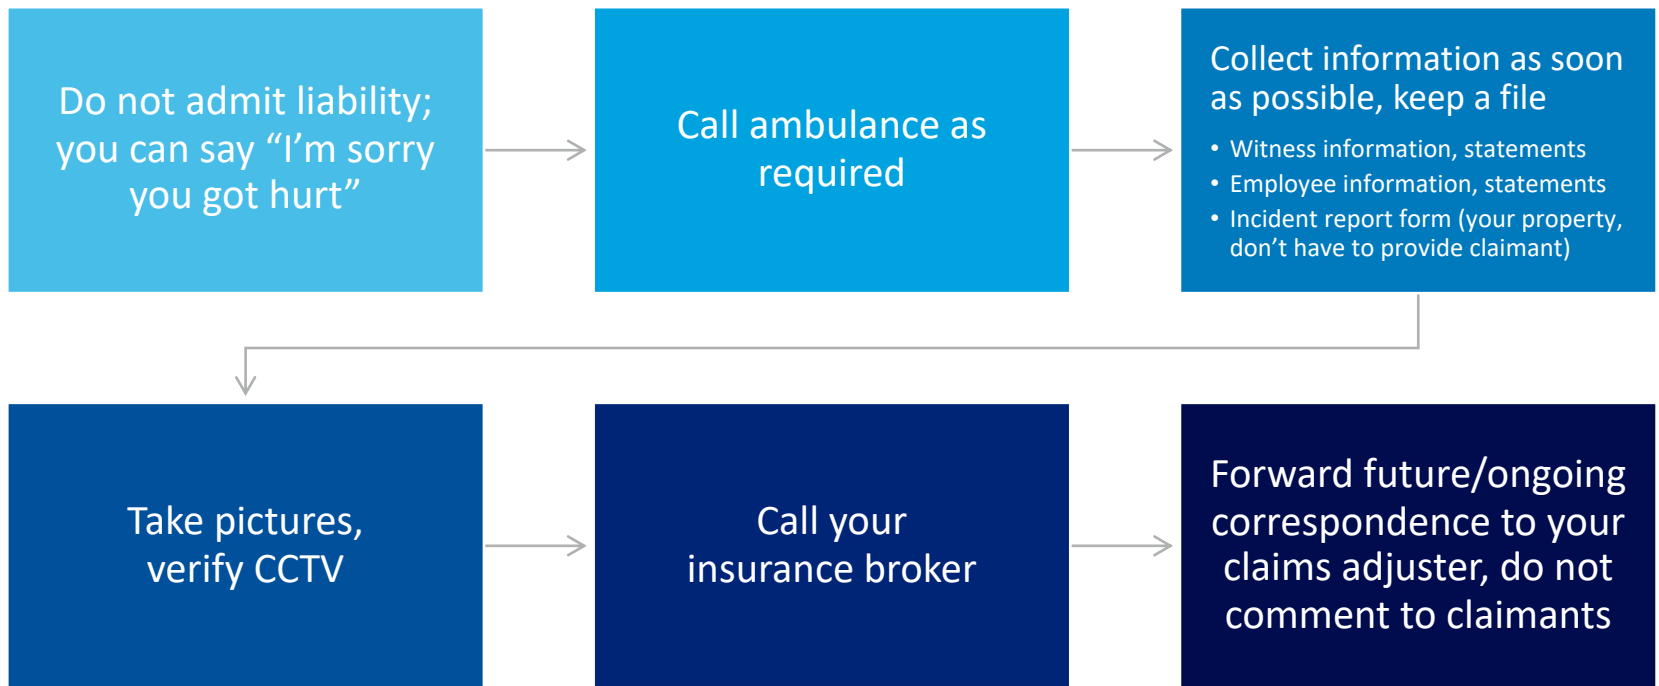 Do not admit liability;
you can say “I’m sorry
you got hurt”
Call ambulance as
required
Collect information as soon
as possible, keep a file
• Witness information, statements
• Employee information, statements
• Incident report form (your property,
don’t have to provide claimant)
Take pictures,
verify CCTV
Call your
insurance broker
Forward future/ongoing
correspondence to your
claims adjuster, do not
comment to claimants